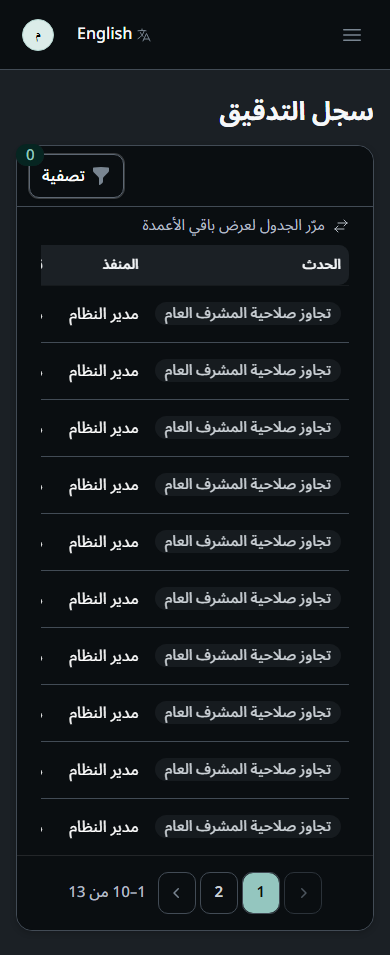 م
English
سجل التدقيق
0
تصفية
مرّر الجدول لعرض باقي الأعمدة
الحدث المنفذ
تجاوز صلاحية المشرف العام مدير النظام
تجاوز صلاحية المشرف العام مدير النظام
تجاوز صلاحية المشرف العام مدير النظام
تجاوز صلاحية المشرف العام مدير النظام
تجاوز صلاحية المشرف العام مدير النظام
تجاوز صلاحية المشرف العام مدير النظام
تجاوز صلاحية المشرف العام مدير النظام
تجاوز صلاحية المشرف العام مدير النظام
تجاوز صلاحية المشرف العام مدير النظام
تجاوز صلاحية المشرف العام مدير النظام
1 2 1–10 من 13